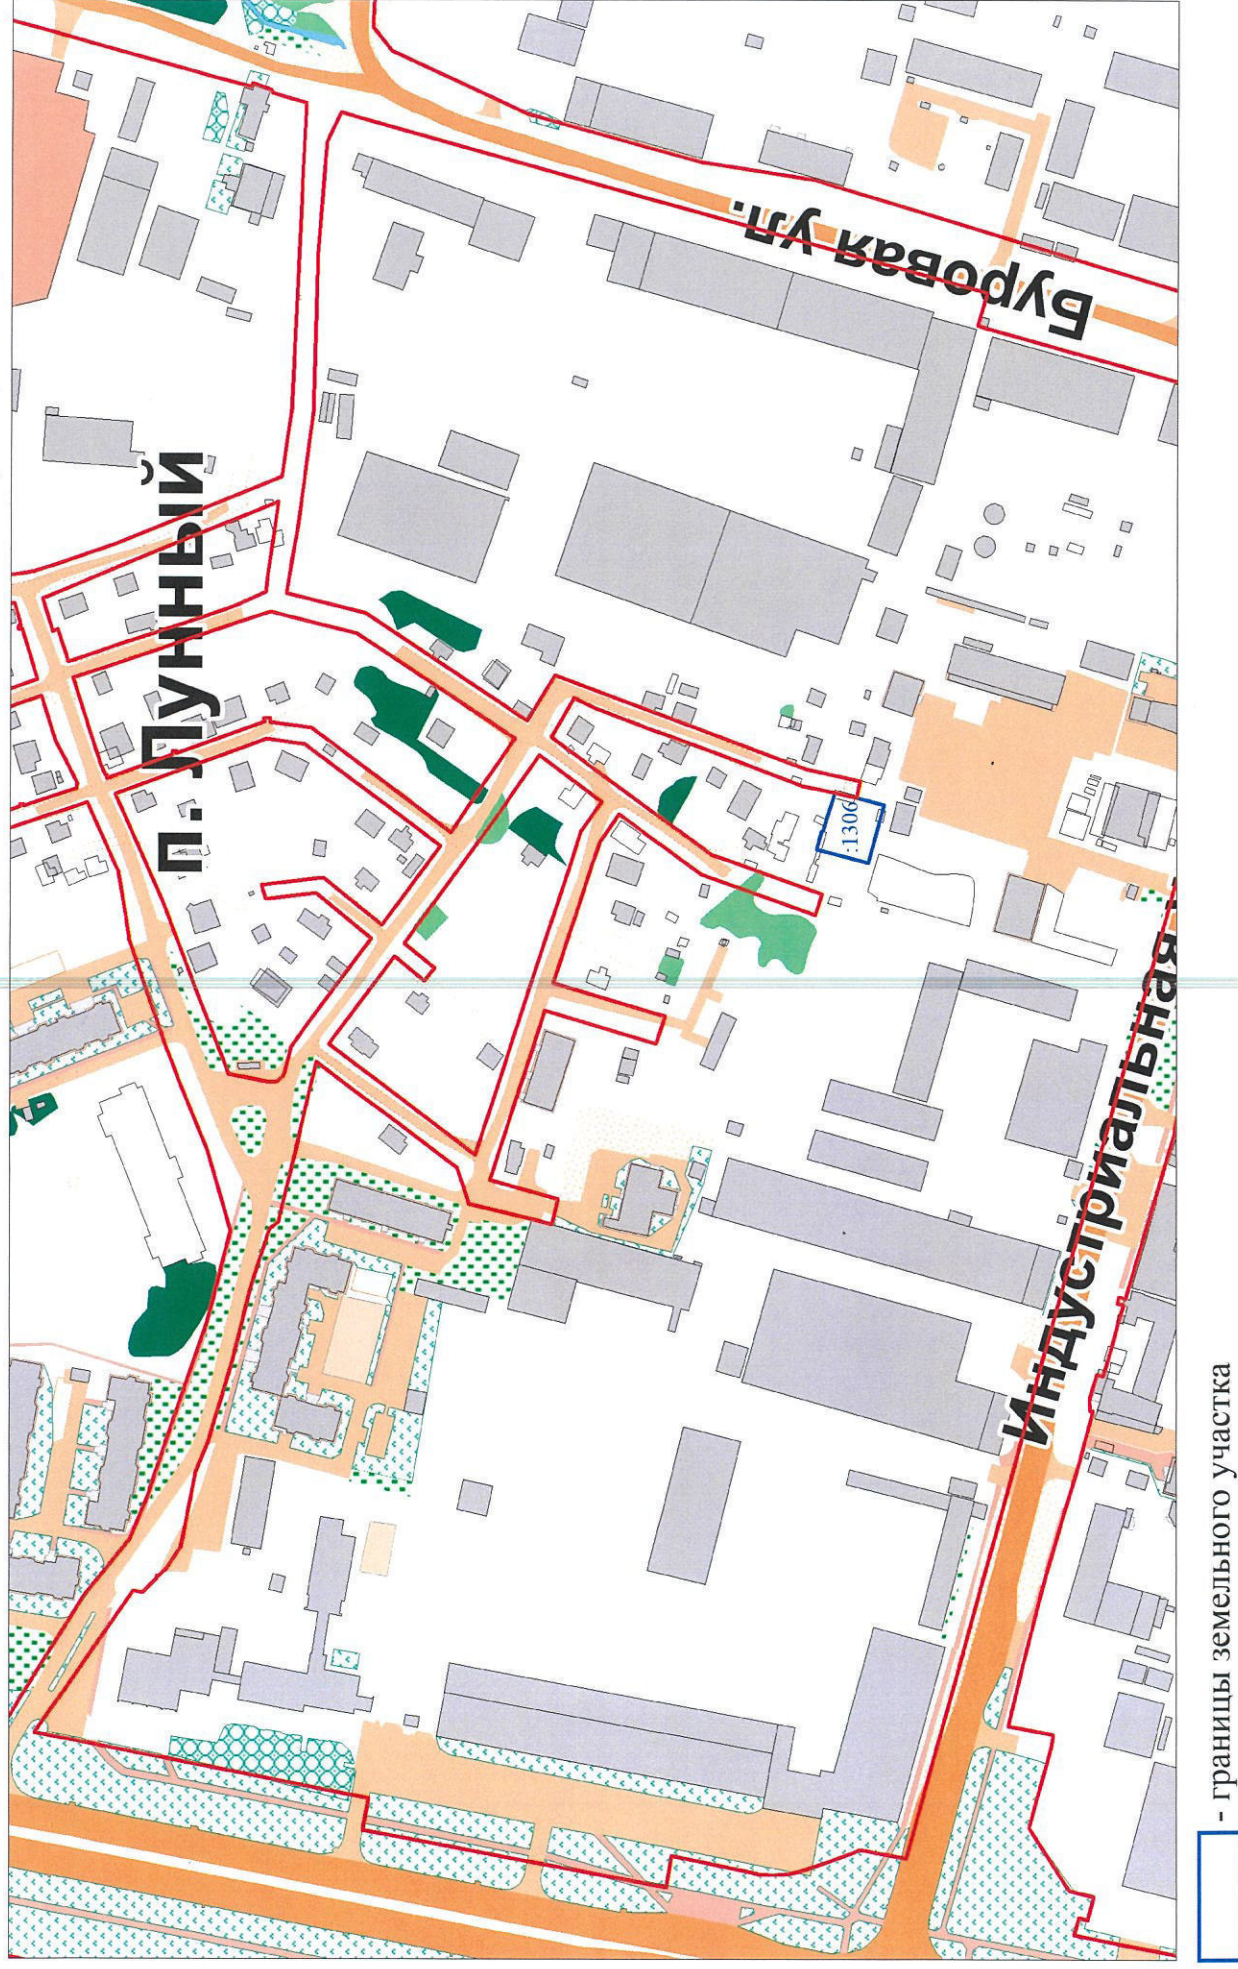 п. Лунный
Буровая ул.
:1306
Индустриальная
- границы земельного участка